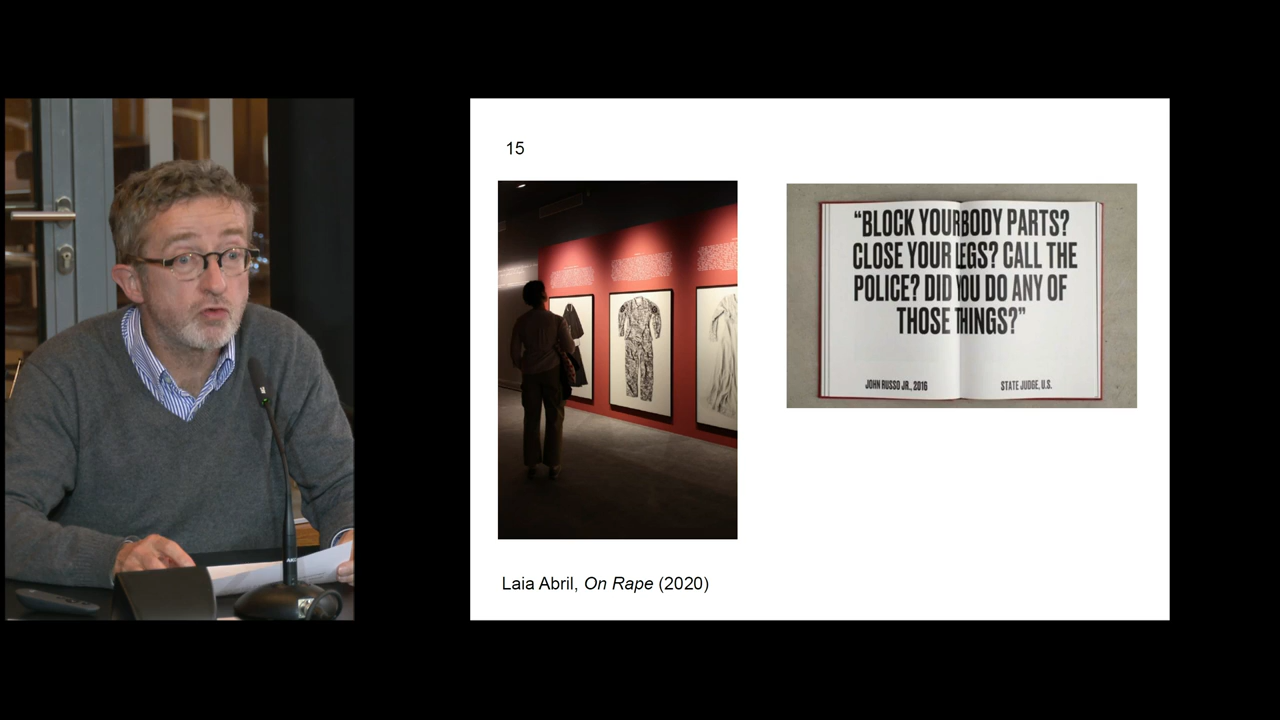 15
“BLOCK YOUR BODY PARTS?
CLOSE YOUR LEGS? CALL THE
POLICE? DID YOU DO ANY OF
THOSE THINGS?”
JOHN RUSSO JR., 2016
STATE JUDGE, U.S.
Laia Abril, On Rape (2020)